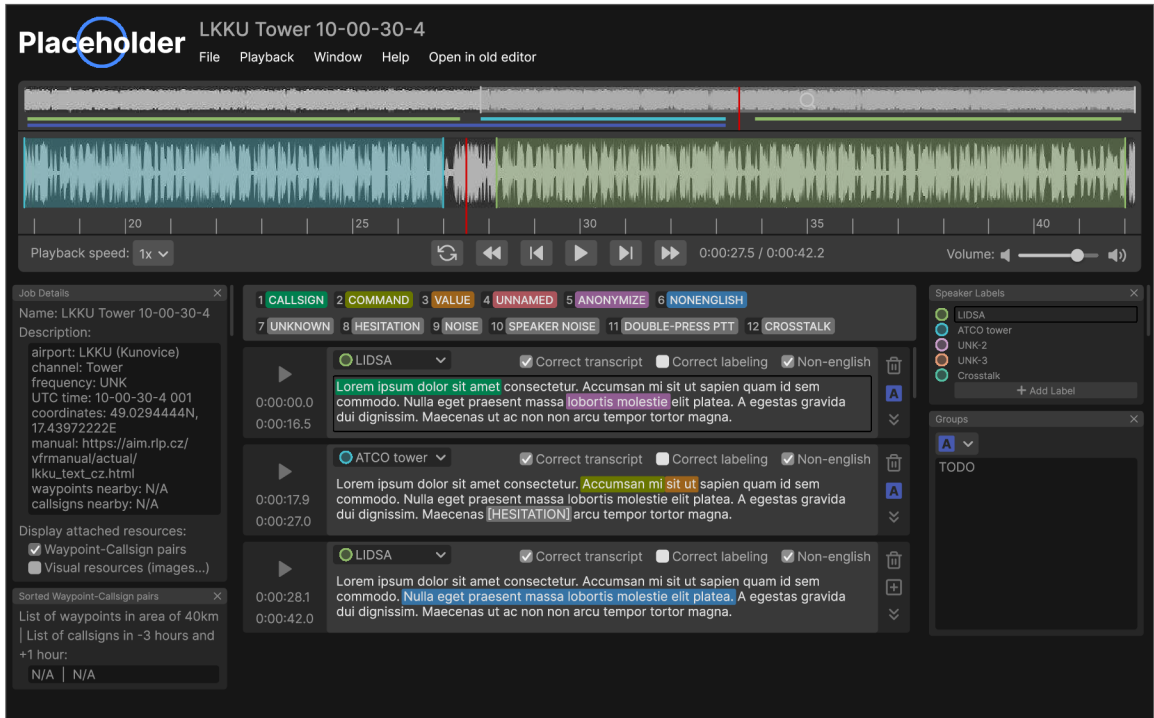 Placeholder
LKKU Tower 10-00-30-4
File Playback Window Help Open in old editor
20 25 30 35 40
Playback speed: 1x
0:00:27.5 / 0:00:42.2
Volume:
Job Details
Name: LKKU Tower 10-00-30-4
Description:
airport: LKKU (Kunovice)
channel: Tower
frequency: UNK
UTC time: 10-00-30-4 001
coordinates: 49.0294444N,
17.43972222E
manual: https://aim.rlp.cz/
vfrmanual/actual/
lkku_text_cz.html
waypoints nearby: N/A
callsigns nearby: N/A
Display attached resources:
Waypoint-Callsign pairs
Visual resources (images...)
Sorted Waypoint-Callsign pairs
List of waypoints in area of 40km
| List of callsigns in -3 hours and
+1 hour:
N/A | N/A
1 CALLSIGN 2 COMMAND 3 VALUE 4 UNNAMED 5 ANONYMIZE 6 NONENGLISH
7 UNKNOWN 8 HESITATION 9 NOISE 10 SPEAKER NOISE 11 DOUBLE-PRESS PTT 12 CROSSTALK
0:00:00.0
0:00:16.5
LIDSA Correct transcript Correct labeling Non-english
Lorem ipsum dolor sit amet consectetur. Accumsan mi sit ut sapien quam id sem
commodo. Nulla eget praesent massa lobortis molestie elit platea. A egestas gravida
dui dignissim. Maecenas ut ac non non arcu tempor tortor magna.
A
0:00:17.9
0:00:27.0
ATCO tower Correct transcript Correct labeling Non-english
Lorem ipsum dolor sit amet consectetur. Accumsan mi sit ut sapien quam id sem
commodo. Nulla eget praesent massa lobortis molestie elit platea. A egestas gravida
dui dignissim. Maecenas [HESITATION] arcu tempor tortor magna.
A
0:00:28.1
0:00:42.0
LIDSA Correct transcript Correct labeling Non-english
Lorem ipsum dolor sit amet consectetur. Accumsan mi sit ut sapien quam id sem
commodo. Nulla eget praesent massa lobortis molestie elit platea. A egestas gravida
dui dignissim. Maecenas ut ac non non arcu tempor tortor magna.
Speaker Labels
LIDSA
ATCO tower
UNK-2
UNK-3
Crosstalk
+ Add Label
Groups
A
TODO